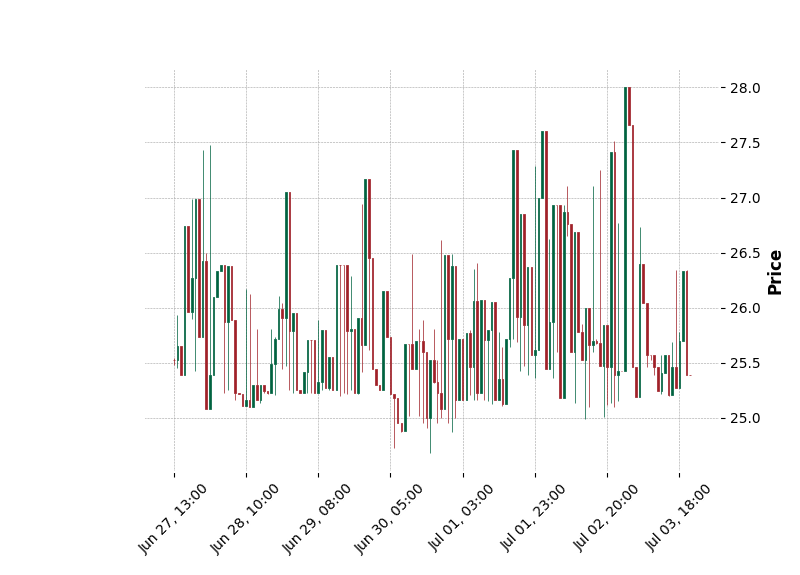 28.0
27.5
27.0
26.5
26.0
25.5
25.0
Price
Jun 27, 13:00
Jun 28, 10:00
Jun 29, 08:00
Jun 30, 05:00
Jul 01, 03:00
Jul 01, 23:00
Jul 02, 20:00
Jul 03, 18:00